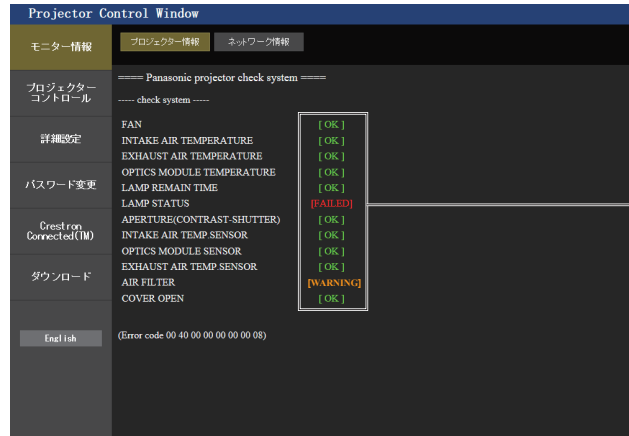 Projector Control Window
モニター情報
プロジェクター情報 ネットワーク情報
プロジェクター
コントロール
詳細設定
パスワード変更
Crestron
Connected(TM)
ダウンロード
English
==== Panasonic projector check system ====
----- check system -----
FAN [ OK ]
INTAKE AIR TEMPERATURE [ OK ]
EXHAUST AIR TEMPERATURE [ OK ]
OPTICS MODULE TEMPERATURE [ OK ]
LAMP REMAIN TIME [ OK ]
LAMP STATUS [FAILED]
APERTURE(CONTRAST-SHUTTER) [ OK ]
INTAKE AIR TEMP.SENSOR [ OK ]
OPTICS MODULE SENSOR [ OK ]
EXHAUST AIR TEMP.SENSOR [ OK ]
AIR FILTER [WARNING]
COVER OPEN [ OK ]
(Error code 00 40 00 00 00 00 00 08)